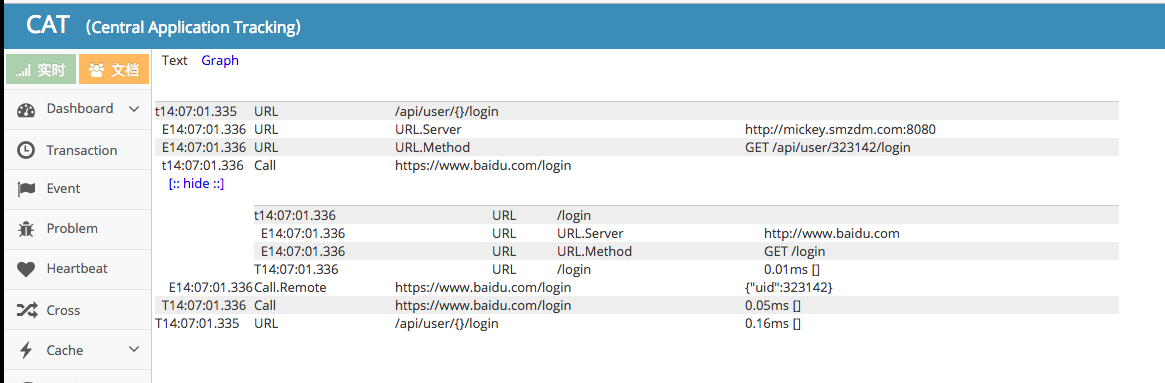 CAT (Central Application Tracking)
实时 文档
Text Graph
Dashboard
Transaction
Event
Problem
Heartbeat
Cross
Cache
t14:07:01.335 URL /api/user/{}/login
E14:07:01.336 URL URL.Server http://mickey.smzdm.com:8080
E14:07:01.336 URL URL.Method GET /api/user/323142/login
t14:07:01.336 Call https://www.baidu.com/login
[:: hide ::]
t14:07:01.336 URL /login
E14:07:01.336 URL URL.Server http://www.baidu.com
E14:07:01.336 URL URL.Method GET /login
T14:07:01.336 URL /login 0.01ms []
E14:07:01.336 Call.Remote https://www.baidu.com/login {"uid":323142}
T14:07:01.336 Call https://www.baidu.com/login 0.05ms []
T14:07:01.335 URL /api/user/{}/login 0.16ms []